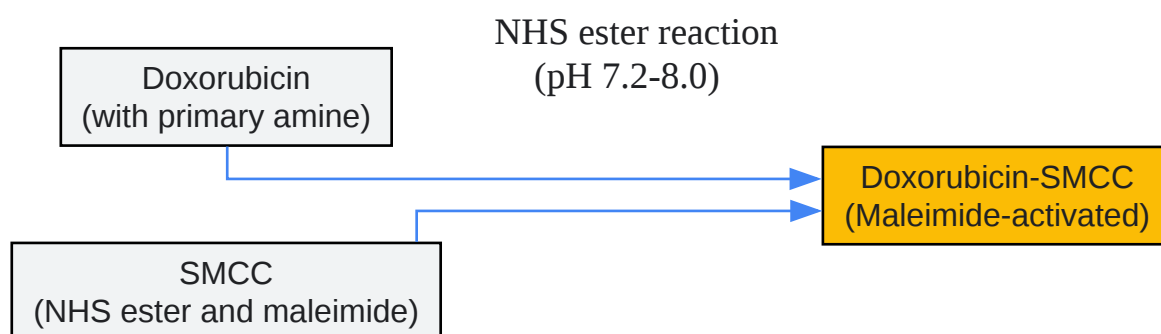 NHS ester reaction
(pH 7.2-8.0)
Doxorubicin
(with primary amine)
Doxorubicin-SMCC
(Maleimide-activated)
SMCC
(NHS ester and maleimide)